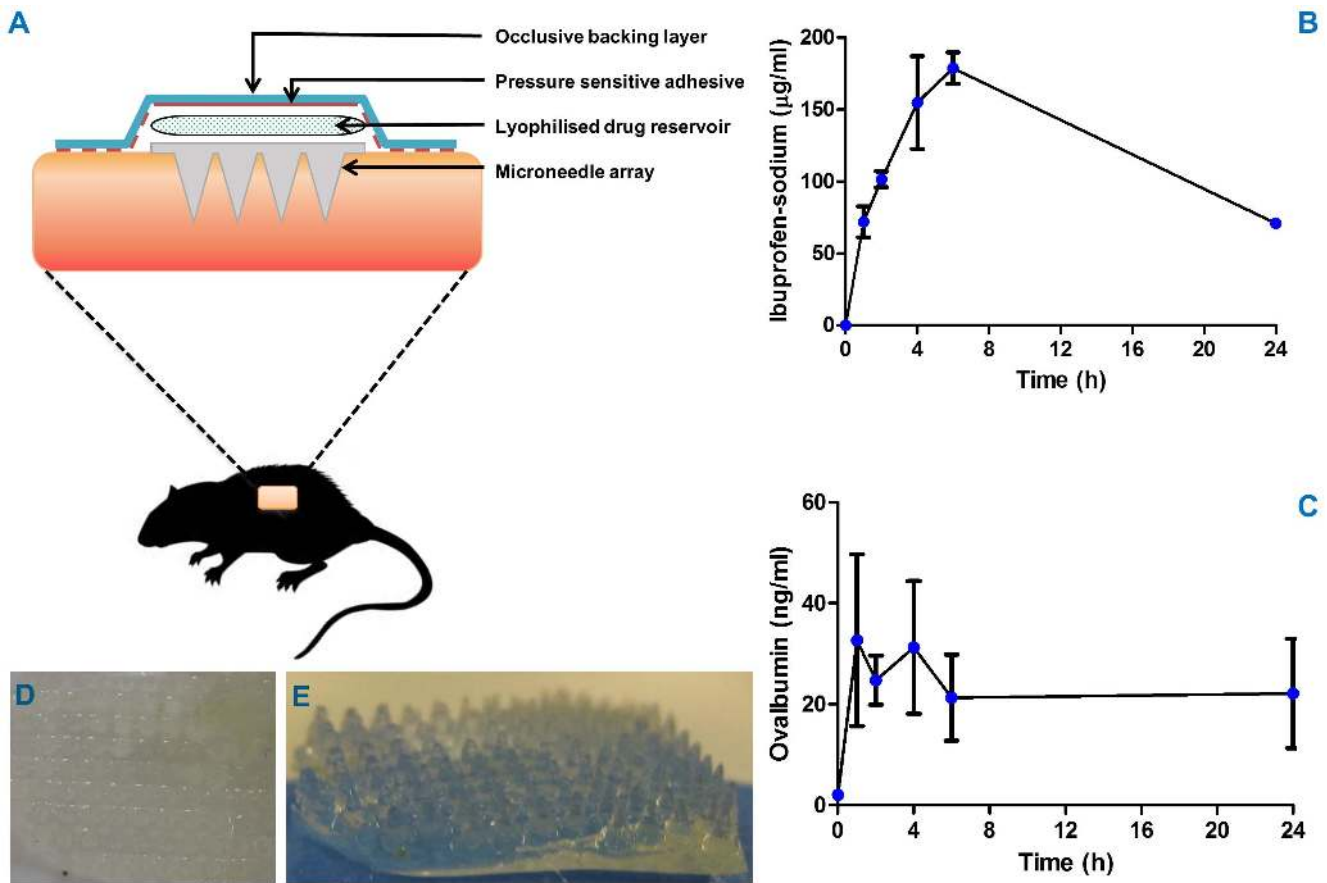 A
Occlusive backing layer
Pressure sensitive adhesive
Lyophilised drug reservoir
Microneedle array
B
Ibuprofen-sodium (µg/ml)
200
150
100
50
0
0 4 8 12 16 20 24
Time (h)
C
Ovalbumin (ng/ml)
60
40
20
0
0 4 8 12 16 20 24
Time (h)
D
E